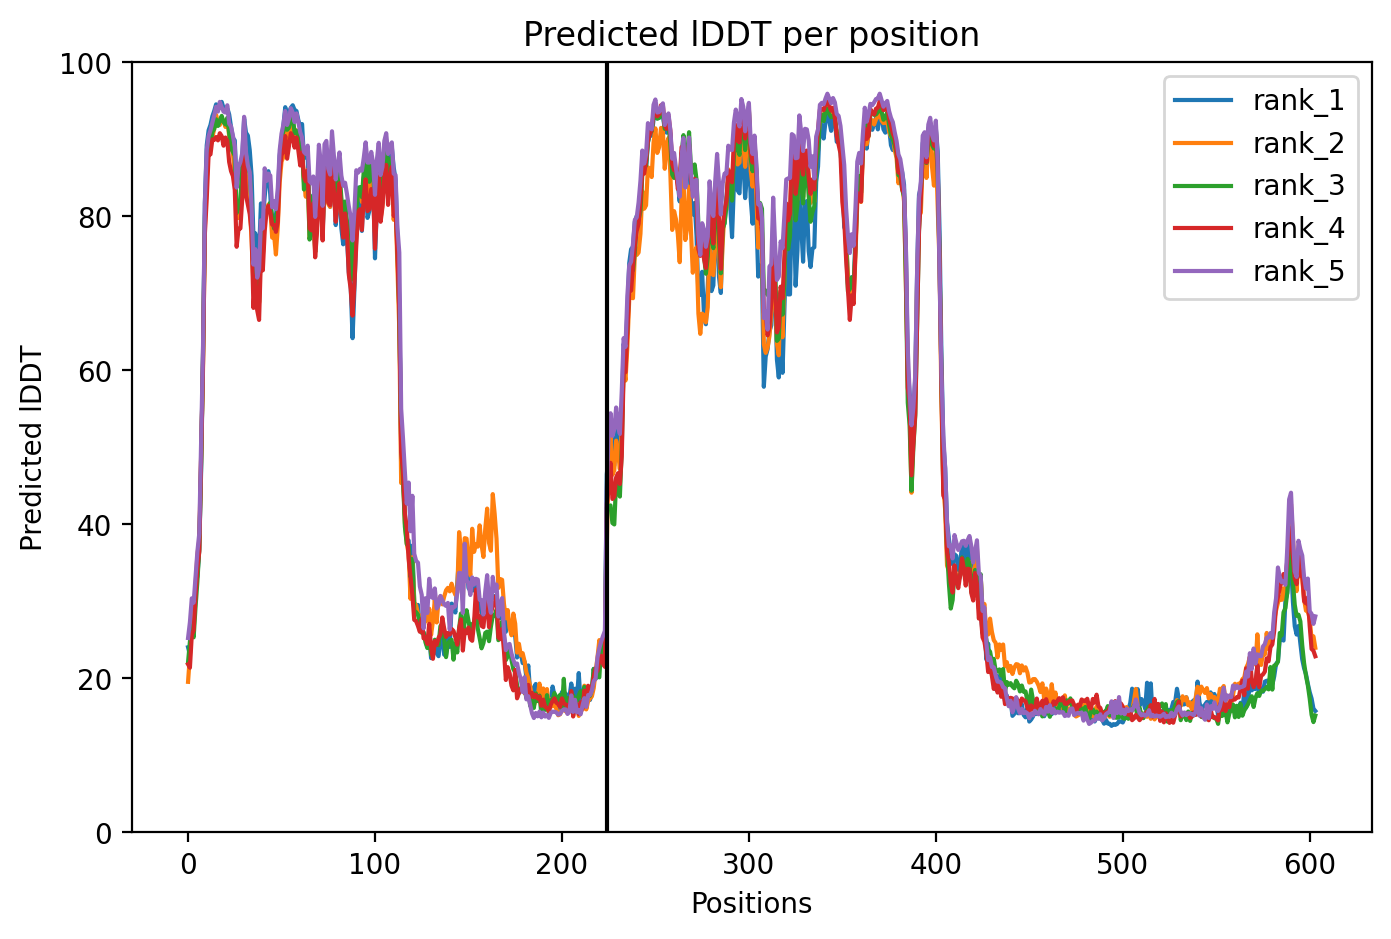 Predicted lDDT per position
100
80
60
40
20
0
Predicted lDDT
0 100 200 300 400 500 600
Positions
rank_1
rank_2
rank_3
rank_4
rank_5